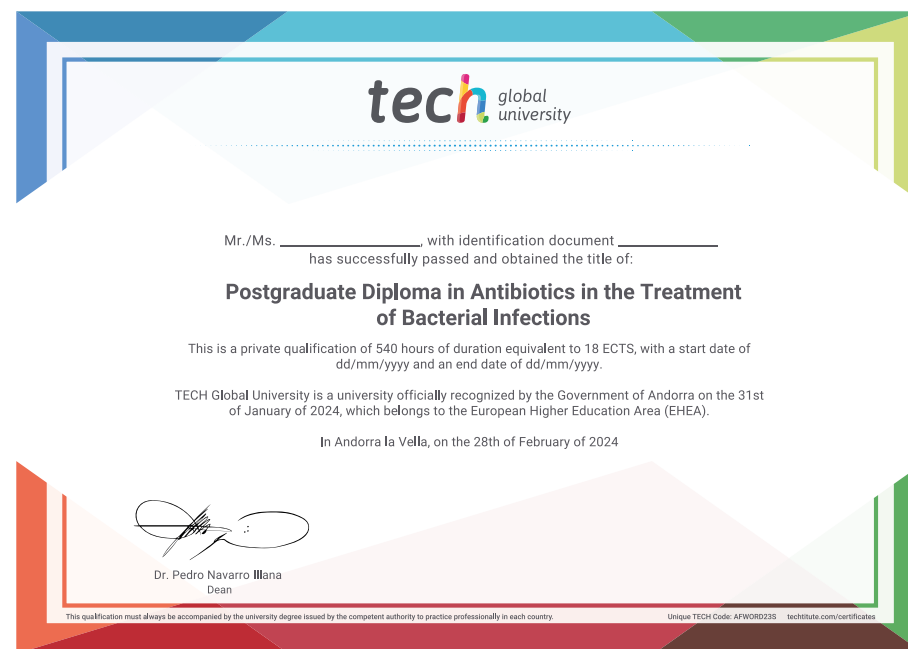 tech global
university
Mr./Ms. ____________________, with identification document ______________
has successfully passed and obtained the title of:
Postgraduate Diploma in Antibiotics in the Treatment
of Bacterial Infections
This is a private qualification of 540 hours of duration equivalent to 18 ECTS, with a start date of
dd/mm/yyyy and an end date of dd/mm/yyyy.
TECH Global University is a university officially recognized by the Government of Andorra on the 31st
of January of 2024, which belongs to the European Higher Education Area (EHEA).
In Andorra la Vella, on the 28th of February of 2024
Dr. Pedro Navarro Illana
Dean
This qualification must always be accompanied by the university degree issued by the competent authority to practice professionally in each country.
Unique TECH Code: AFWORD23S techtitute.com/certificates